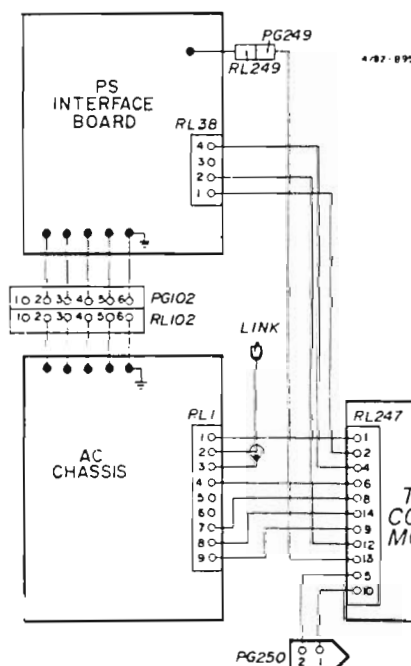 PG249
RL249
PS
INTERFACE
BOARD
RL38
4
3
2
1
1 2 3 4 5 6 PG102
1 2 3 4 5 6 RL102
LINK
AC
CHASSIS
RL1
1
2
3
4
5
6
7
8
9
RL247
1
2
4
6
8
14
9
12
13
5
10
PG250
2 1